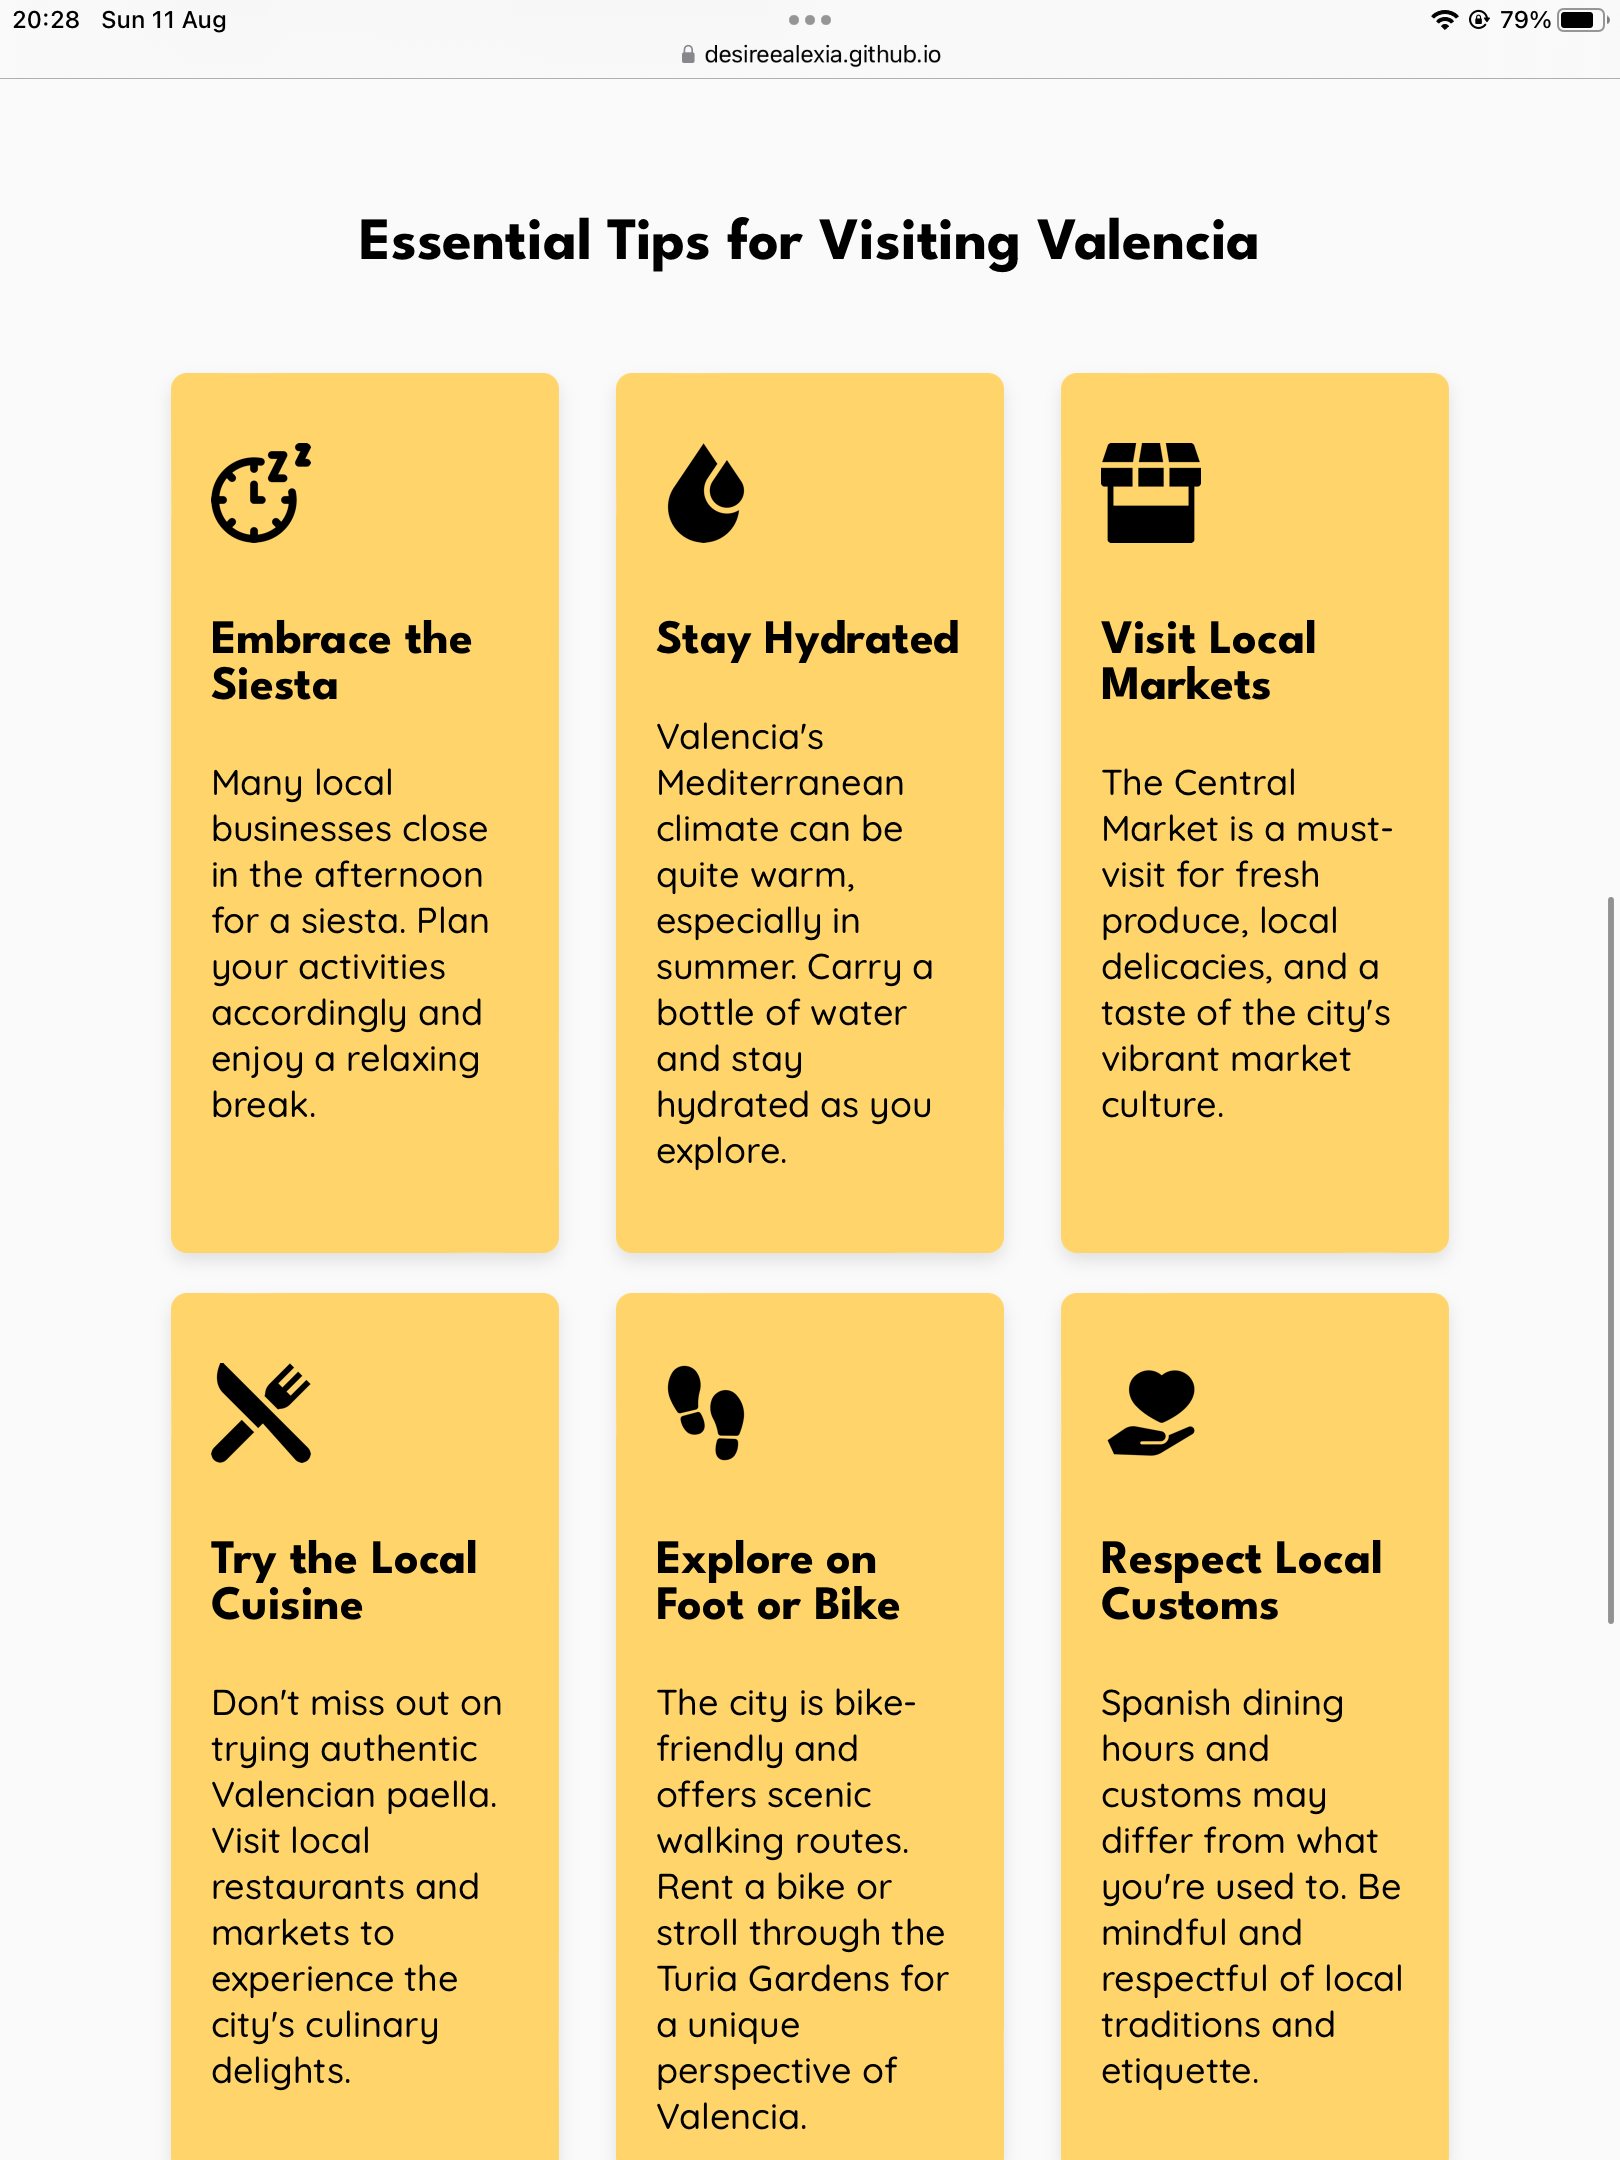 20:28 Sun 11 Aug
79%
desireealexia.github.io
Essential Tips for Visiting Valencia
Embrace the
Siesta
Many local
businesses close
in the afternoon
for a siesta. Plan
your activities
accordingly and
enjoy a relaxing
break.
Stay Hydrated
Valencia's
Mediterranean
climate can be
quite warm,
especially in
summer. Carry a
bottle of water
and stay
hydrated as you
explore.
Visit Local
Markets
The Central
Market is a must-
visit for fresh
produce, local
delicacies, and a
taste of the city's
vibrant market
culture.
Try the Local
Cuisine
Don't miss out on
trying authentic
Valencian paella.
Visit local
restaurants and
markets to
experience the
city's culinary
delights.
Explore on
Foot or Bike
The city is bike-
friendly and
offers scenic
walking routes.
Rent a bike or
stroll through the
Turia Gardens for
a unique
perspective of
Valencia.
Respect Local
Customs
Spanish dining
hours and
customs may
differ from what
you're used to. Be
mindful and
respectful of local
traditions and
etiquette.